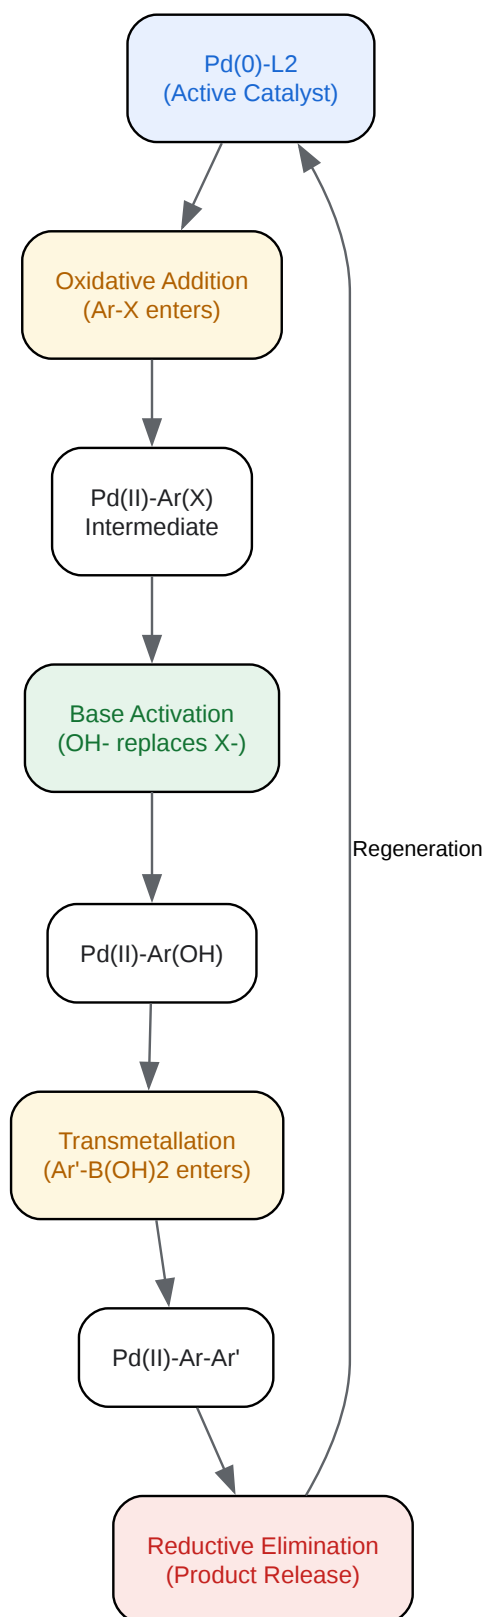 Pd(0)-L2
(Active Catalyst)
Oxidative Addition
(Ar-X enters)
Pd(II)-Ar(X)
Intermediate
Base Activation
(OH- replaces X-)
Regeneration
Pd(II)-Ar(OH)
Transmetallation
(Ar'-B(OH)2 enters)
Pd(II)-Ar-Ar'
Reductive Elimination
(Product Release)